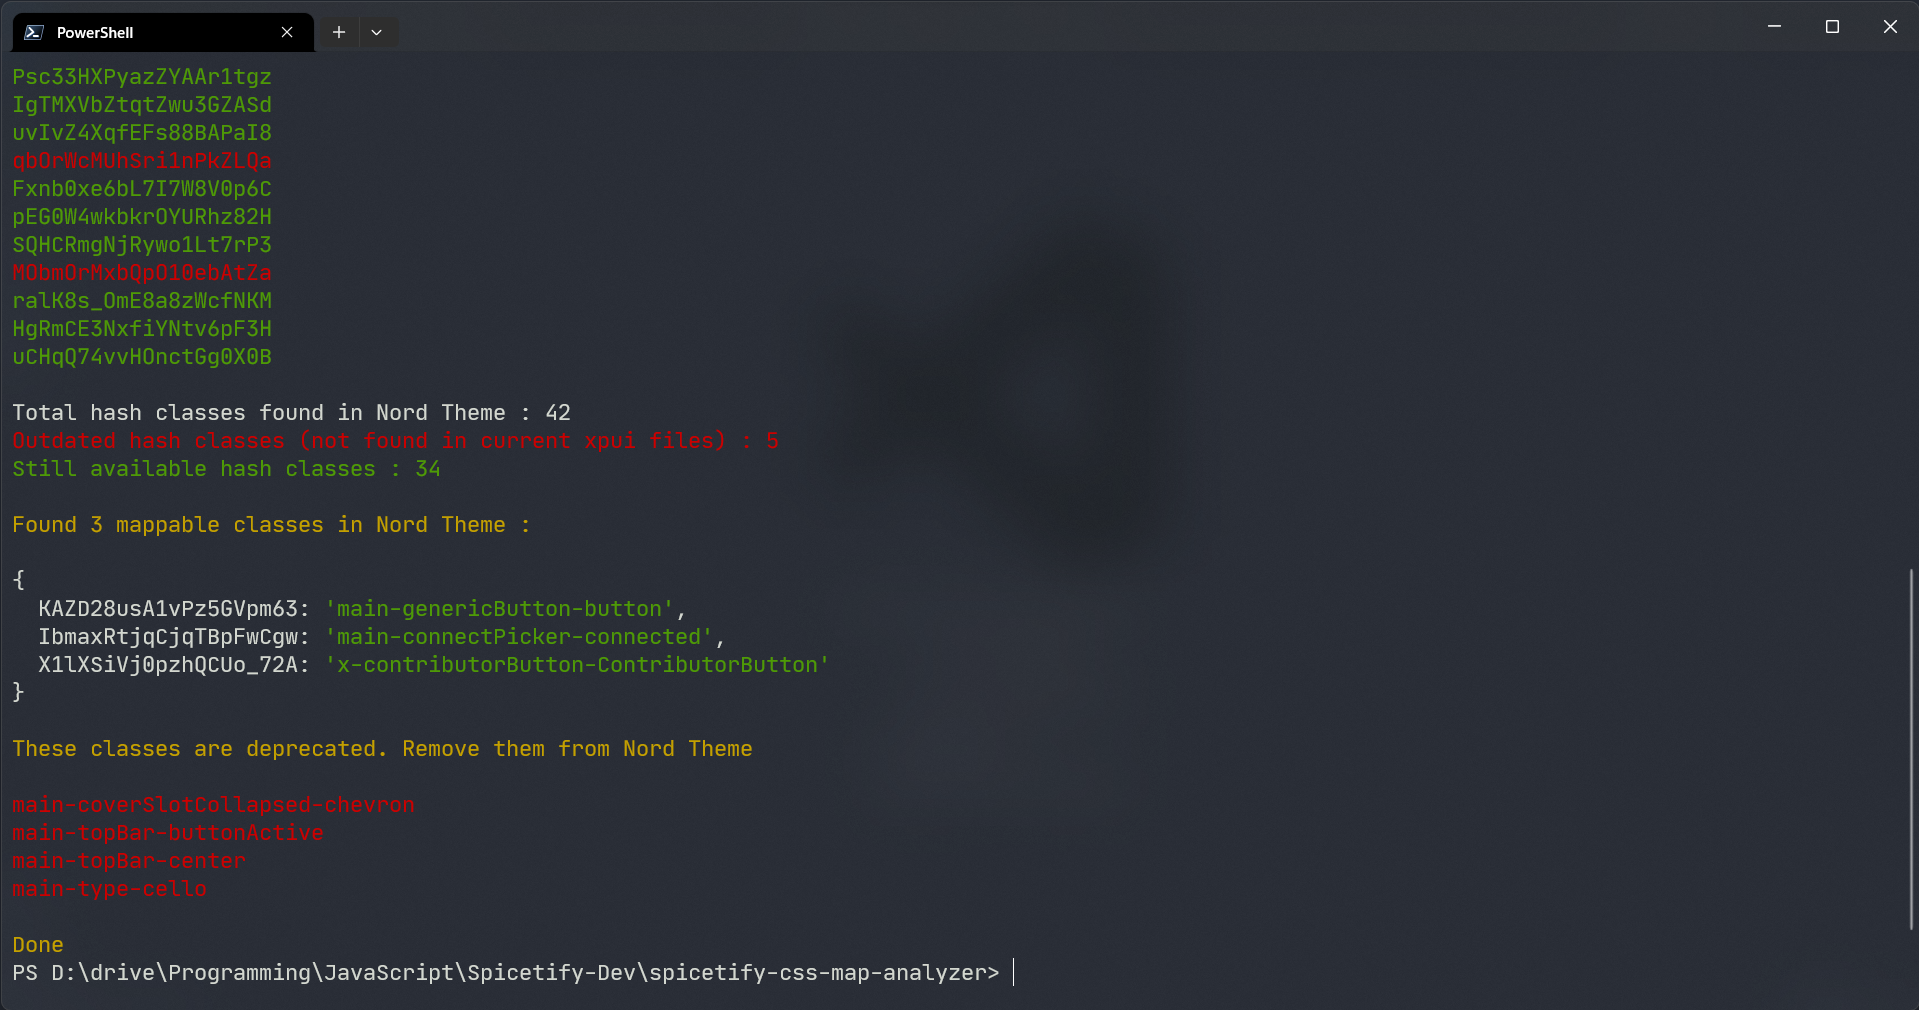 PowerShell
Psc33HXPyazZYAAr1tgz
IgTMXVbZtqtZwu3GZASd
uvIvZ4XqfEFs88BAPaI8
qbOrWcMUhSri1nPkZLQa
Fxnb0xe6bL7I7W8V0p6C
pEG0W4wkbkrOYURhz82H
SQHCRmgNjRywo1Lt7rP3
MObmOrMxbQpO10ebAtZa
ralK8s_OmE8a8zWcfNKM
HgRmCE3NxfiYNtv6pF3H
uCHqQ74vvHOnctGg0X0B
Total hash classes found in Nord Theme : 42
Outdated hash classes (not found in current xpui files) : 5
Still available hash classes : 34
Found 3 mappable classes in Nord Theme :
{
  KAZD28usA1vPz5GVpm63: 'main-genericButton-button',
  IbmaxRtjqCjqTBpFwCgw: 'main-connectPicker-connected',
  X1lXSiVj0pzhQCUo_72A: 'x-contributorButton-ContributorButton'
}
These classes are deprecated. Remove them from Nord Theme
main-coverSlotCollapsed-chevron
main-topBar-buttonActive
main-topBar-center
main-type-cello
Done
PS D:\drive\Programming\JavaScript\Spicetify-Dev\spicetify-css-map-analyzer>